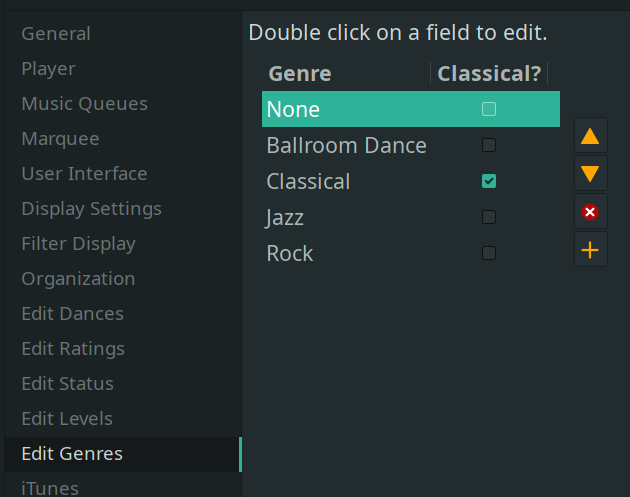 General
Player
Music Queues
Marquee
User Interface
Display Settings
Filter Display
Organization
Edit Dances
Edit Ratings
Edit Status
Edit Levels
Edit Genres
iTunes
Double click on a field to edit.
Genre Classical?
None
Ballroom Dance
Classical
Jazz
Rock